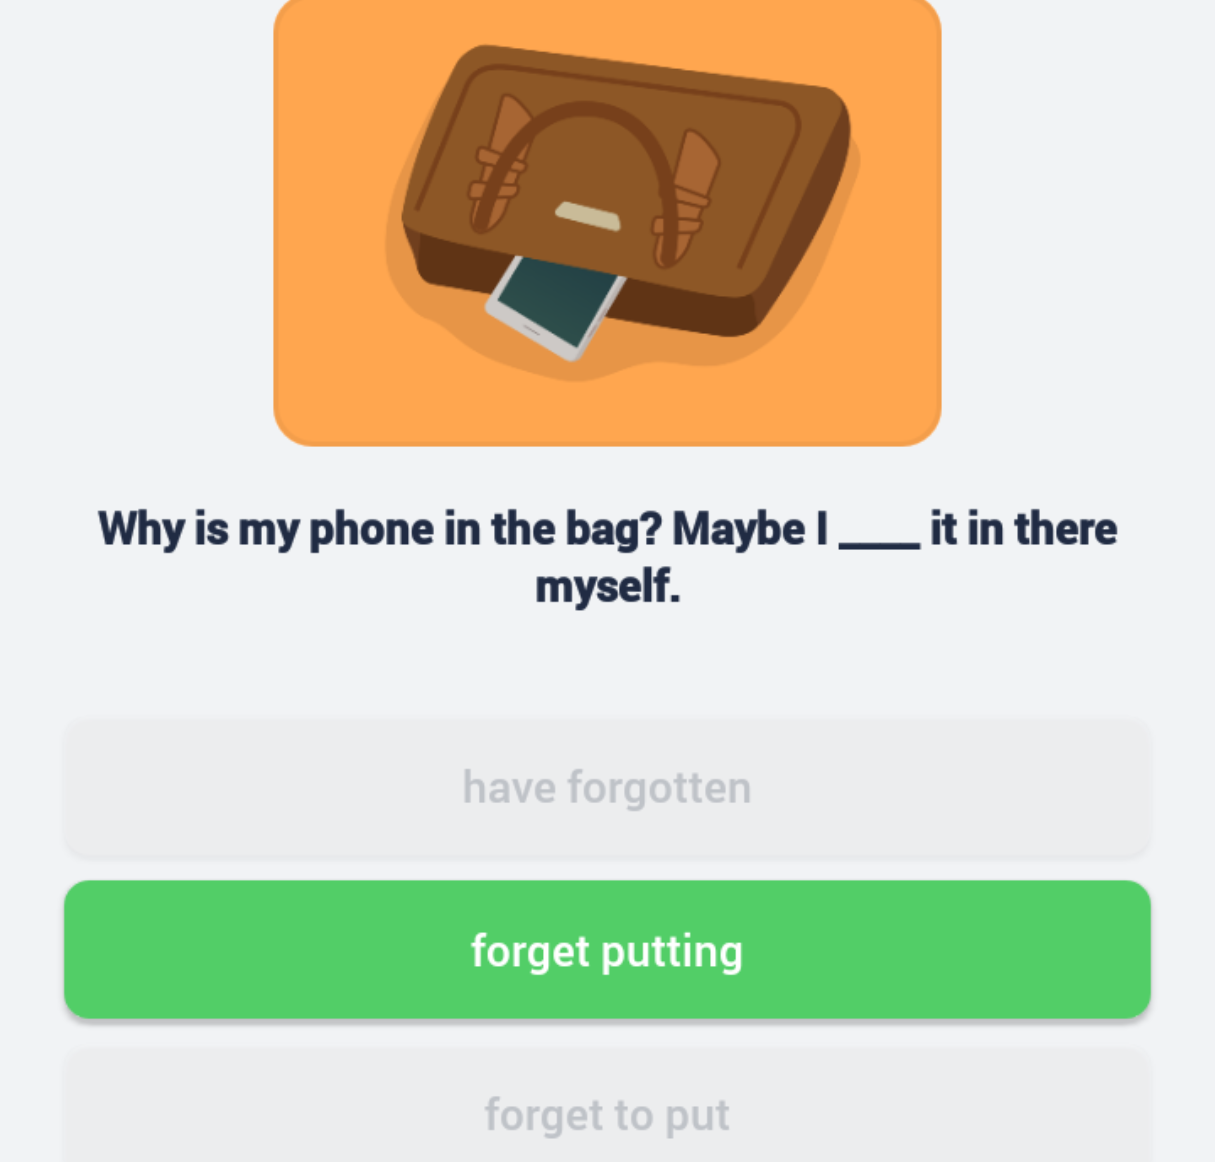 Why is my phone in the bag? Maybe I ____ it in there
myself.
have forgotten
forget putting
forget to put